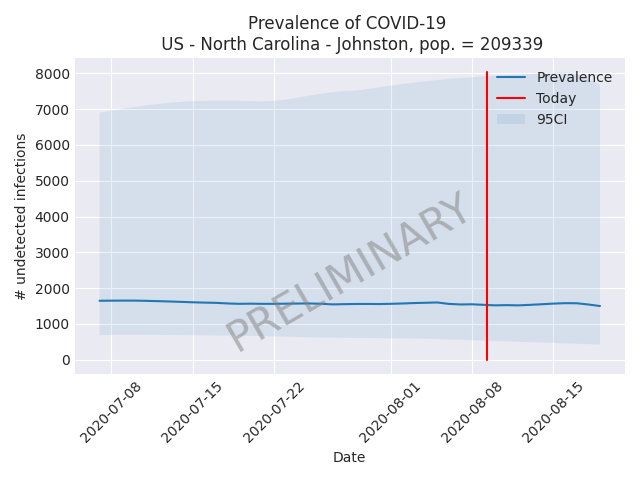 Prevalence of COVID-19
US - North Carolina - Johnston, pop. = 209339
# undetected infections
8000
7000
6000
5000
4000
3000
2000
1000
0
Prevalence
Today
95CI
PRELIMINARY
2020-07-08
2020-07-15
2020-07-22
2020-08-01
2020-08-08
2020-08-15
Date